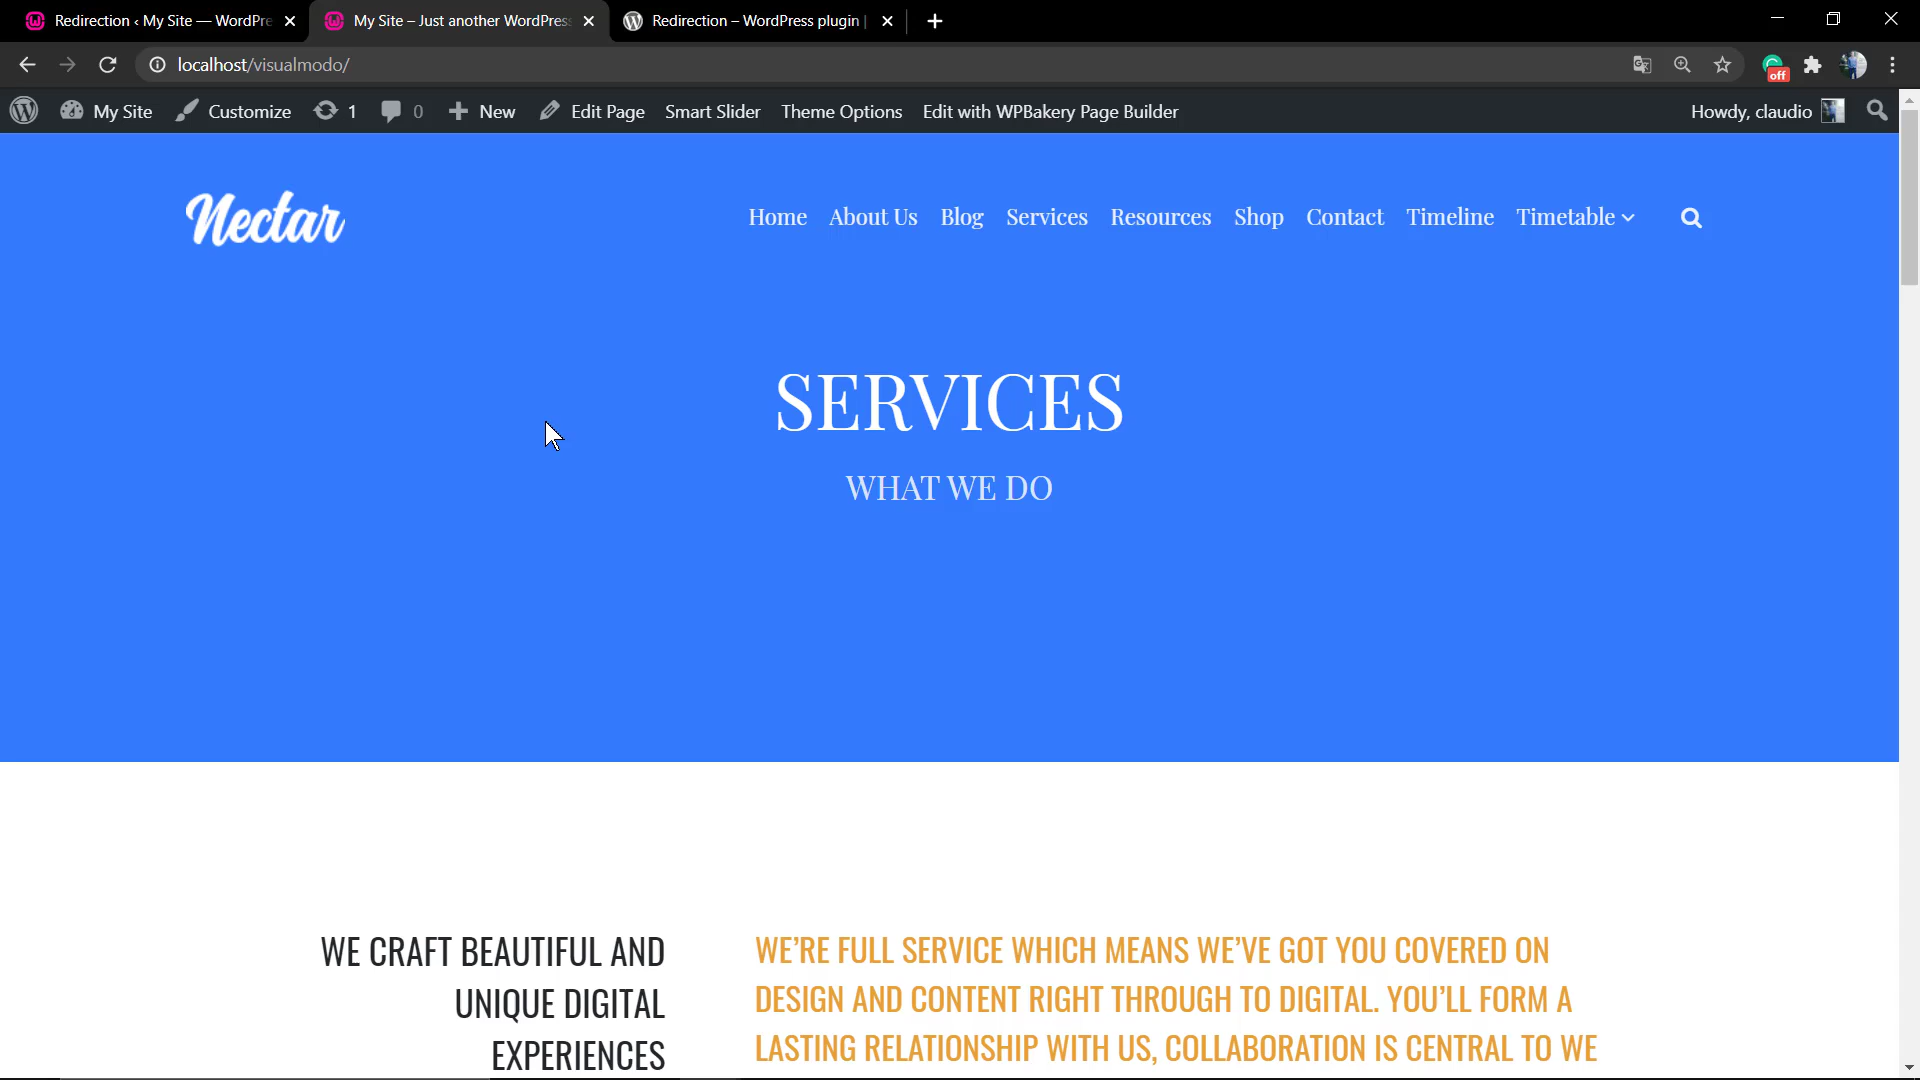 Redirection ‹ My Site — WordPre
My Site – Just another WordPress
Redirection – WordPress plugin |
localhost/visualmodo/
off
My Site
Customize
1
0
New
Edit Page
Smart Slider
Theme Options
Edit with WPBakery Page Builder
Howdy, claudio
Nectar
Home
About Us
Blog
Services
Resources
Shop
Contact
Timeline
Timetable
SERVICES
WHAT WE DO
WE CRAFT BEAUTIFUL AND
UNIQUE DIGITAL
EXPERIENCES
WE’RE FULL SERVICE WHICH MEANS WE’VE GOT YOU COVERED ON
DESIGN AND CONTENT RIGHT THROUGH TO DIGITAL. YOU’LL FORM A
LASTING RELATIONSHIP WITH US, COLLABORATION IS CENTRAL TO WE